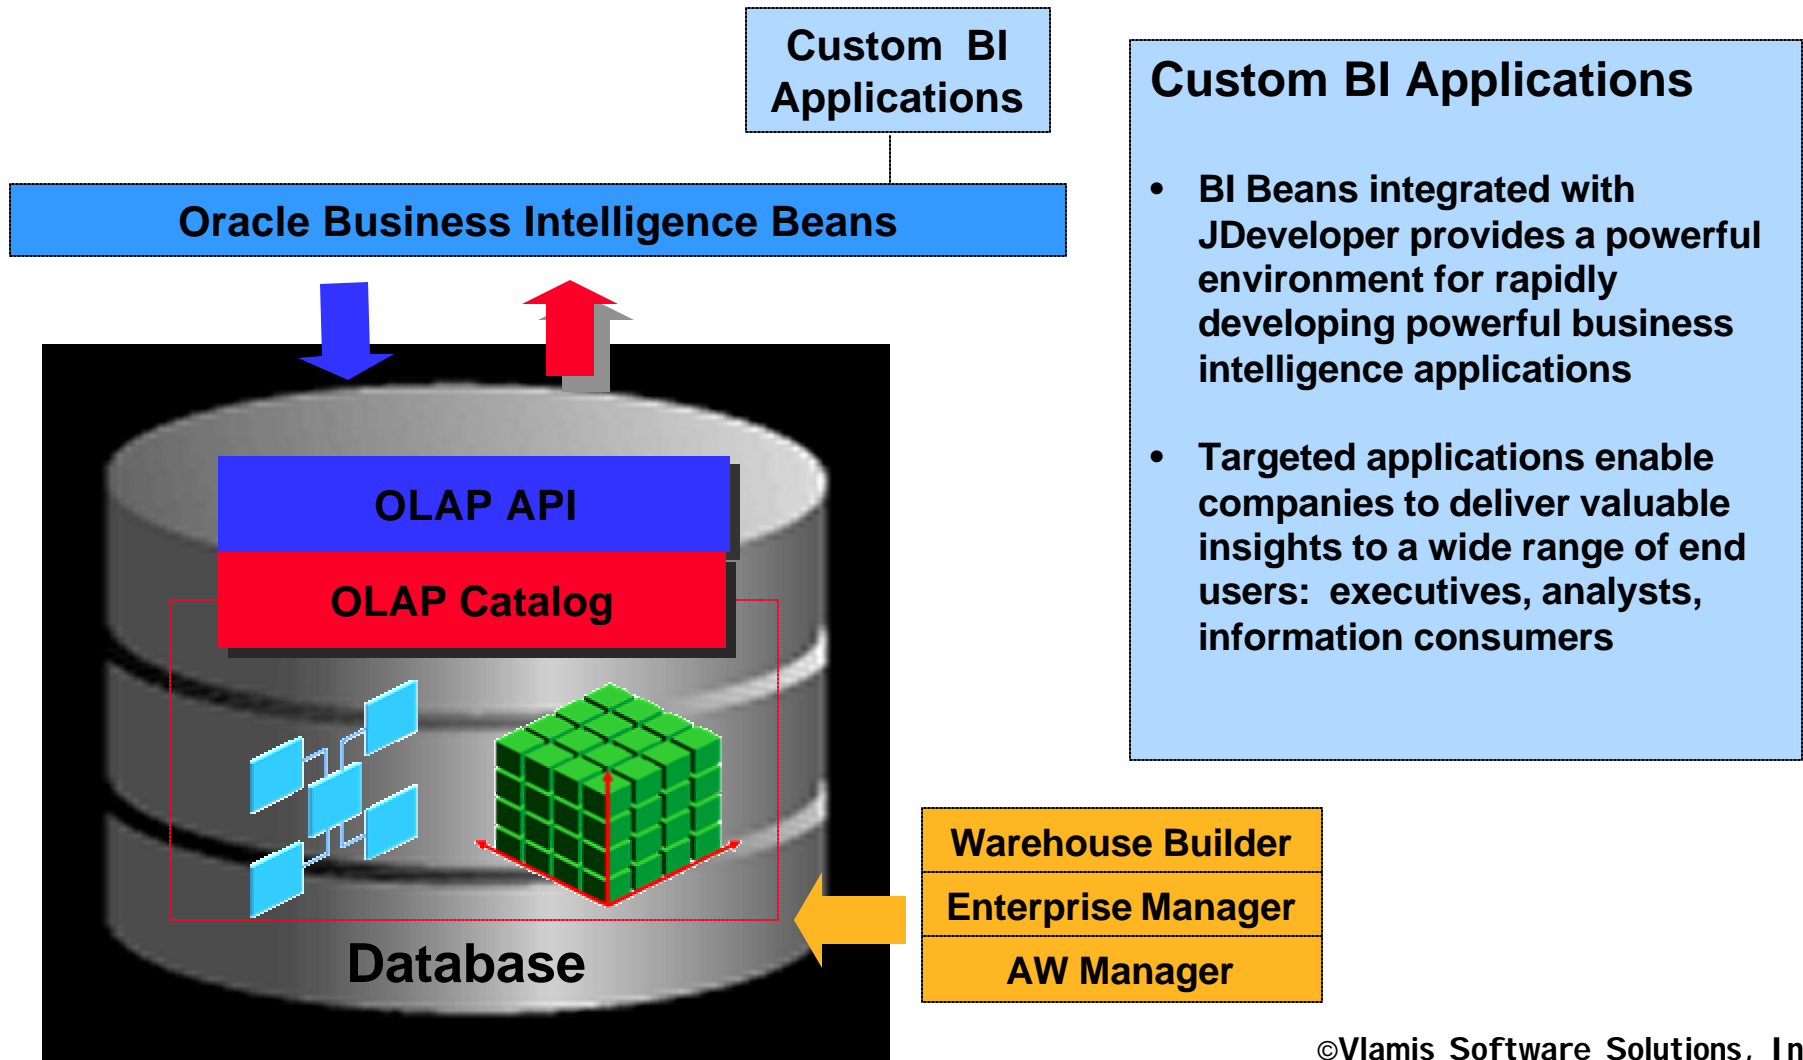 Custom BI
Applications
Oracle Business Intelligence Beans
OLAP API
OLAP Catalog
Database
Custom BI Applications
• BI Beans integrated with
JDeveloper provides a powerful
environment for rapidly
developing powerful business
intelligence applications
• Targeted applications enable
companies to deliver valuable
insights to a wide range of end
users: executives, analysts,
information consumers
Warehouse Builder
Enterprise Manager
AW Manager
©Vlamis Software Solutions, In